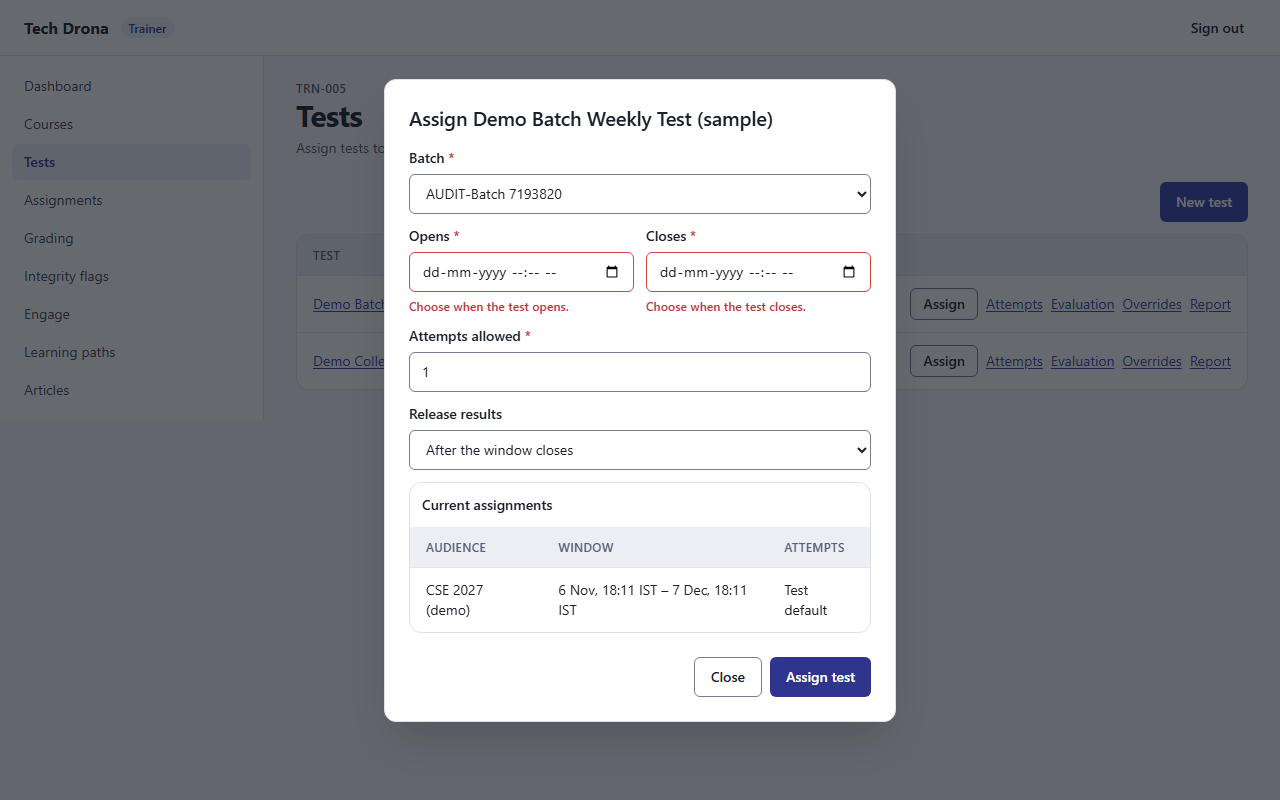 Tech Drona
Trainer
Sign out
Dashboard
Courses
Tests
Assignments
Grading
Integrity flags
Engage
Learning paths
Articles
TRN-005
Tests
Assign tests to
New test
TEST
Demo Batch
Assign Attempts Evaluation Overrides Report
Demo Colle
Assign Attempts Evaluation Overrides Report
Assign Demo Batch Weekly Test (sample)
Batch *
AUDIT-Batch 7193820
Opens * Closes *
dd-mm-yyyy --:-- -- dd-mm-yyyy --:-- --
Choose when the test opens. Choose when the test closes.
Attempts allowed *
1
Release results
After the window closes
Current assignments
AUDIENCE WINDOW ATTEMPTS
CSE 2027 6 Nov, 18:11 IST – 7 Dec, 18:11 Test
(demo) IST default
Close Assign test